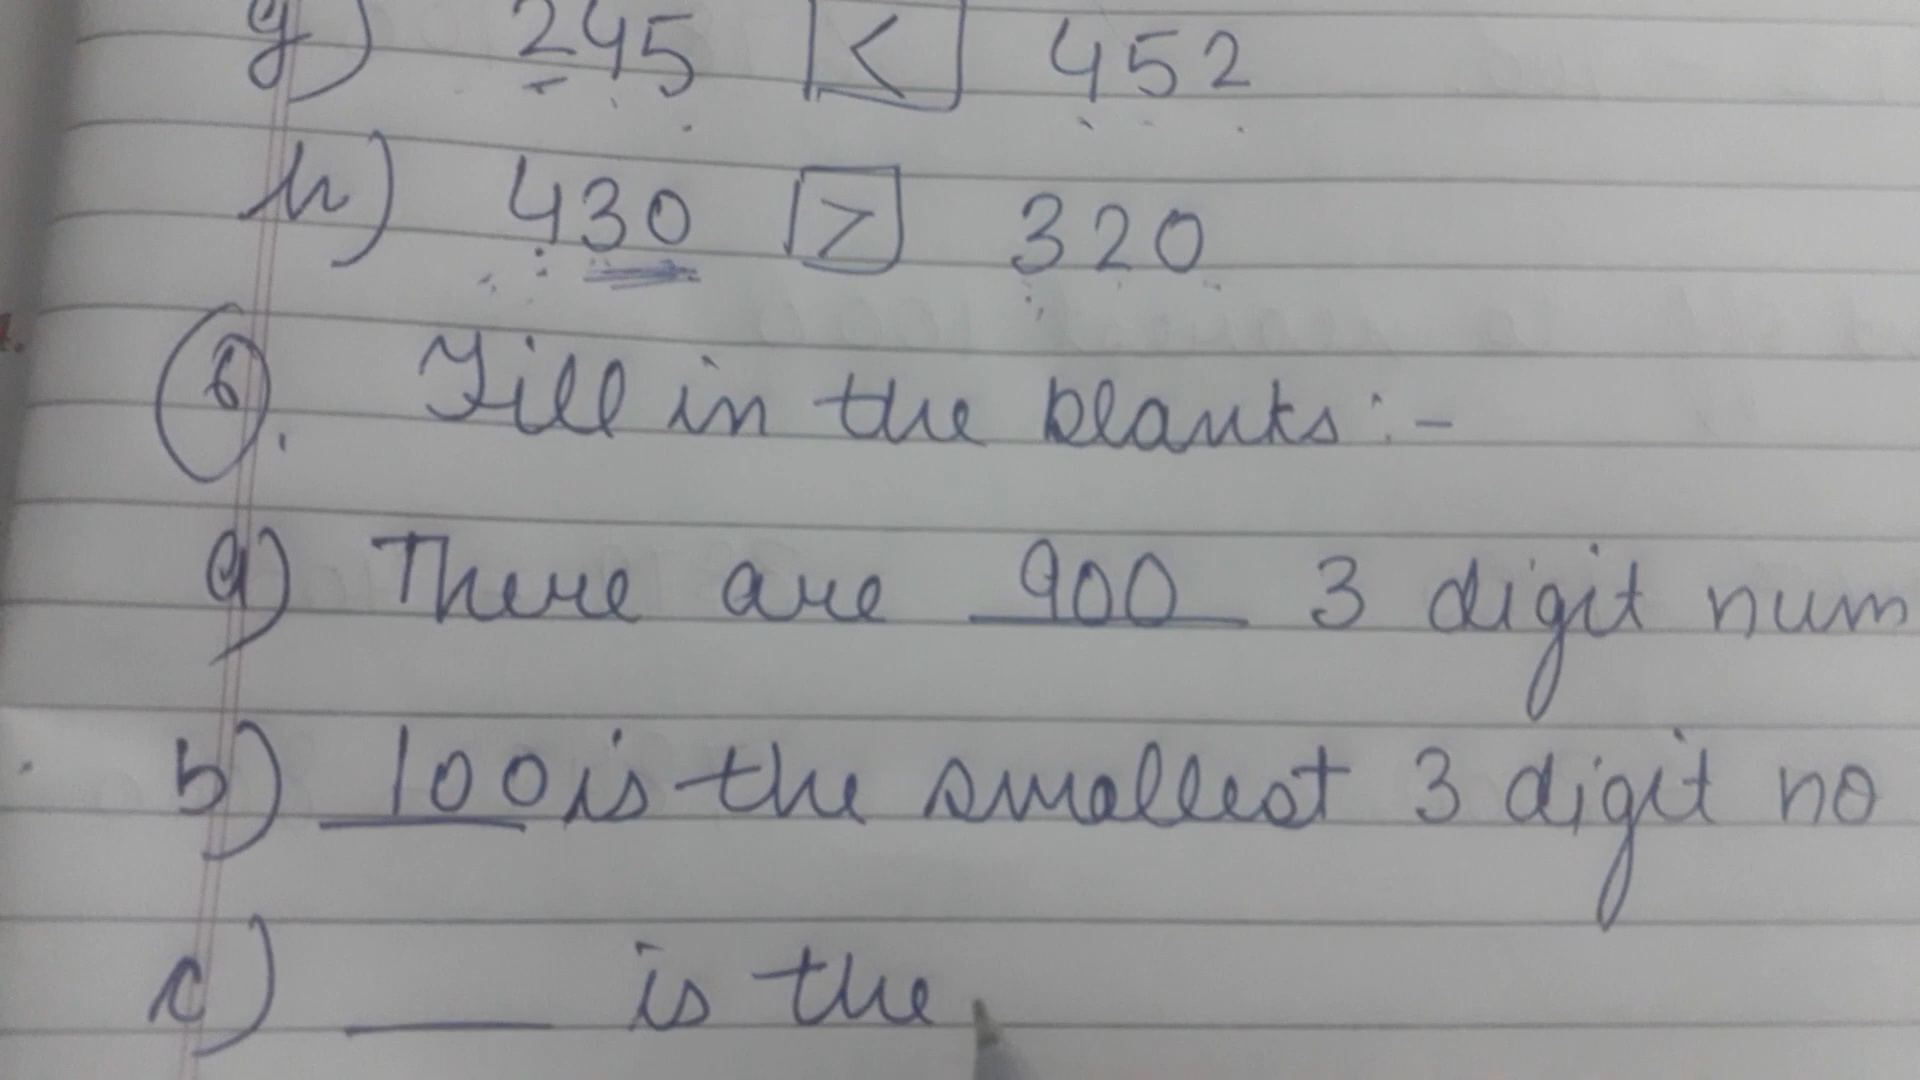 g) 245 < 452
h) 430 > 320
6. Fill in the blanks:-
a) There are 900 3 digit num
b) 100 is the smallest 3 digit no
c) ____ is the